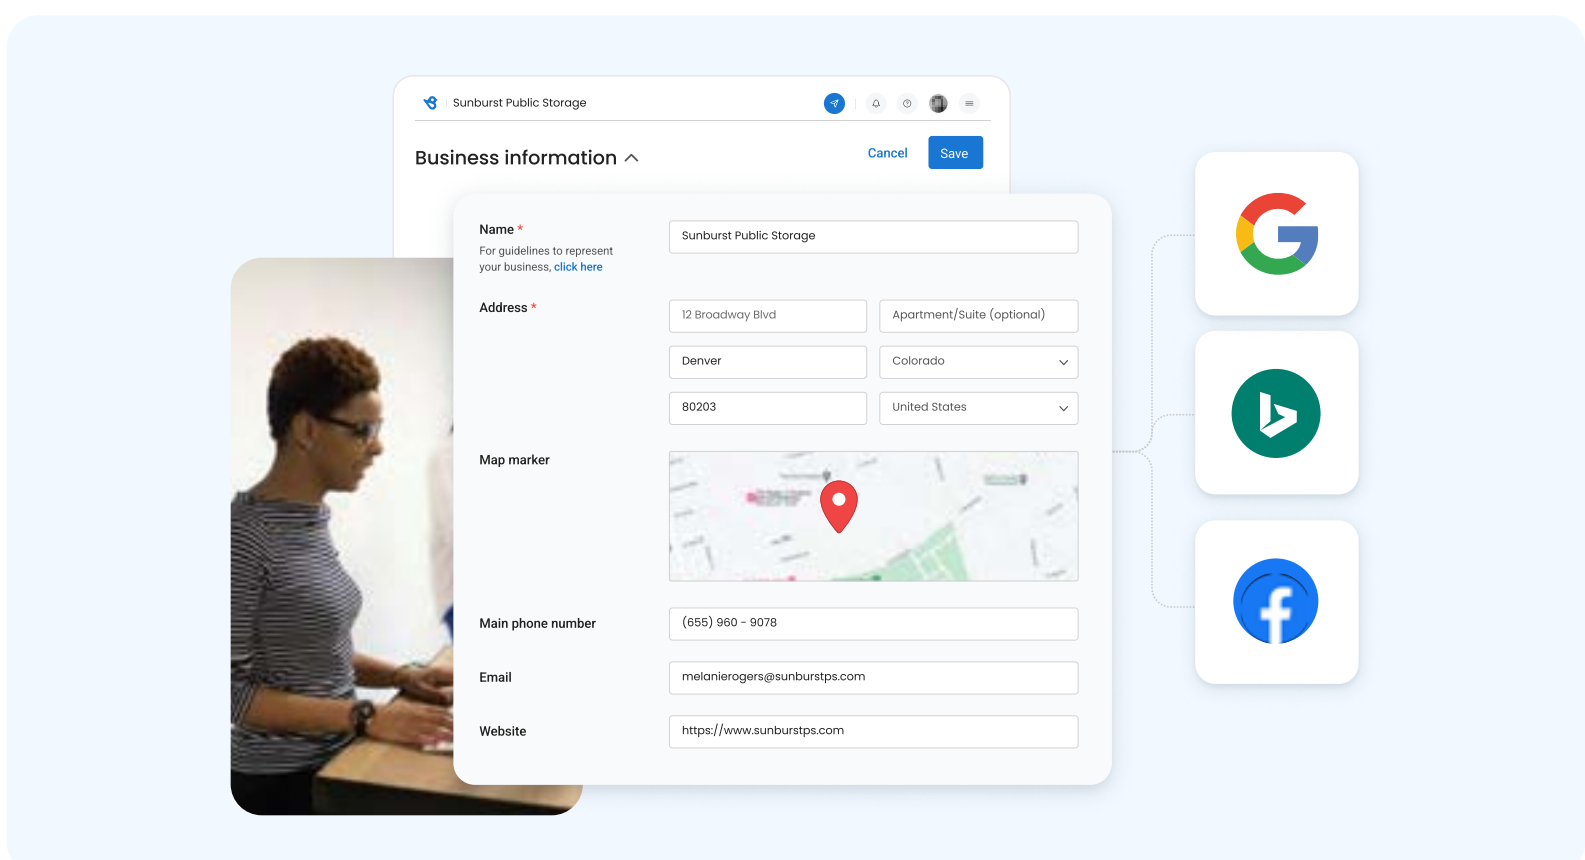 Sunburst Public Storage
Business information
Cancel
Save
Name *
For guidelines to represent
your business, click here
Sunburst Public Storage
Address *
12 Broadway Blvd
Apartment/Suite (optional)
Denver
Colorado
80203
United States
Map marker
Main phone number
(655) 960 - 9078
Email
melanierogers@sunburstps.com
Website
https://www.sunburstps.com